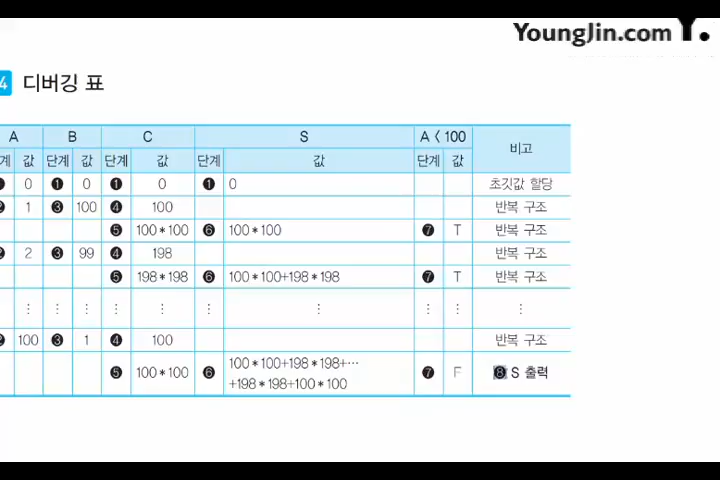 YoungJin.com Y.
4 디버깅 표
A B C S A < 100 비고
계 값 단계 값 단계 값 단계 값 단계 값
❶ 0 ❶ 0 ❶ 0 ❶ 0 초깃값 할당
❷ 1 ❸ 100 ❹ 100 반복 구조
❺ 100*100 ❻ 100*100 ❼ T 반복 구조
❷ 2 ❸ 99 ❹ 198 반복 구조
❺ 198*198 ❻ 100*100+198*198 ❼ T 반복 구조
⋮ ⋮ ⋮ ⋮ ⋮ ⋮ ⋮ ⋮ ⋮ ⋮
❷ 100 ❸ 1 ❹ 100 반복 구조
❺ 100*100 ❻ 100*100+198*198+⋯
+198*198+100*100 ❼ F ❽ S 출력